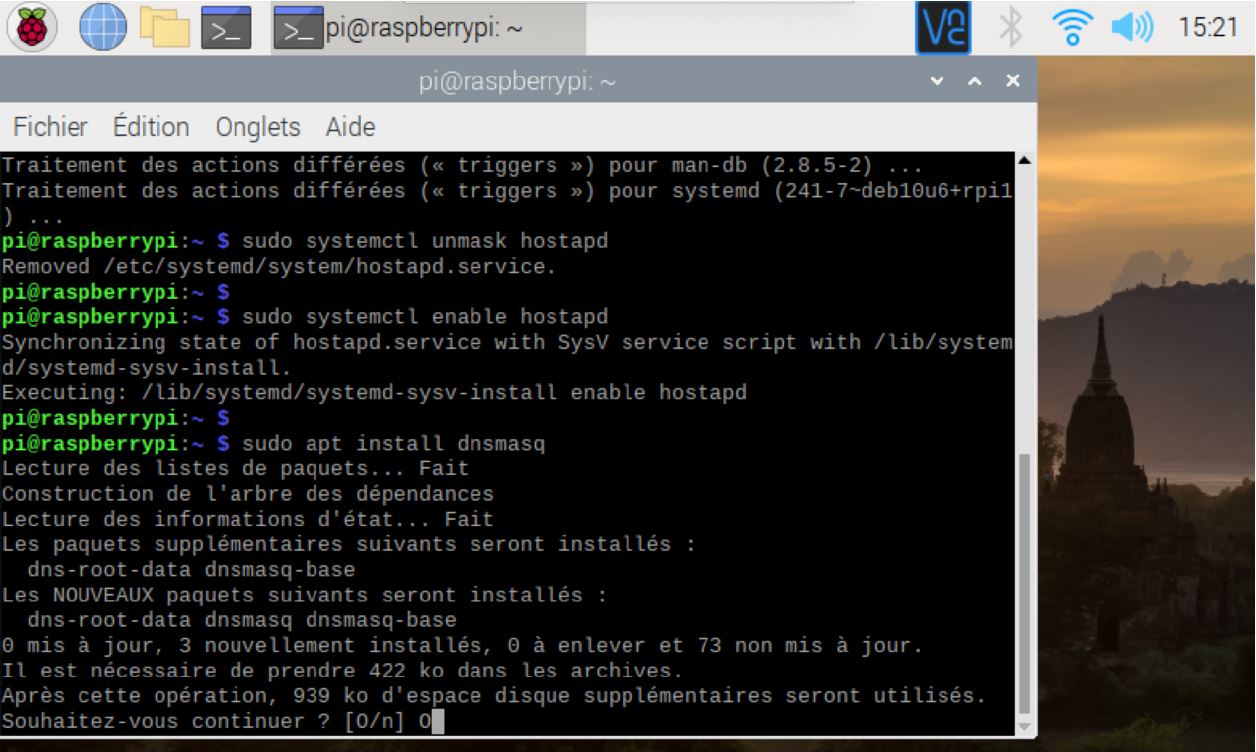 pi@raspberrypi: ~
15:21
pi@raspberrypi: ~
Fichier Édition Onglets Aide
Traitement des actions différées (« triggers ») pour man-db (2.8.5-2) ...
Traitement des actions différées (« triggers ») pour systemd (241-7~deb10u6+rpi1
) ...
pi@raspberrypi:~ $ sudo systemctl unmask hostapd
Removed /etc/systemd/system/hostapd.service.
pi@raspberrypi:~ $
pi@raspberrypi:~ $ sudo systemctl enable hostapd
Synchronizing state of hostapd.service with SysV service script with /lib/system
d/systemd-sysv-install.
Executing: /lib/systemd/systemd-sysv-install enable hostapd
pi@raspberrypi:~ $
pi@raspberrypi:~ $ sudo apt install dnsmasq
Lecture des listes de paquets... Fait
Construction de l'arbre des dépendances
Lecture des informations d'état... Fait
Les paquets supplémentaires suivants seront installés :
  dns-root-data dnsmasq-base
Les NOUVEAUX paquets suivants seront installés :
  dns-root-data dnsmasq dnsmasq-base
0 mis à jour, 3 nouvellement installés, 0 à enlever et 73 non mis à jour.
Il est nécessaire de prendre 422 ko dans les archives.
Après cette opération, 939 ko d'espace disque supplémentaires seront utilisés.
Souhaitez-vous continuer ? [O/n] O